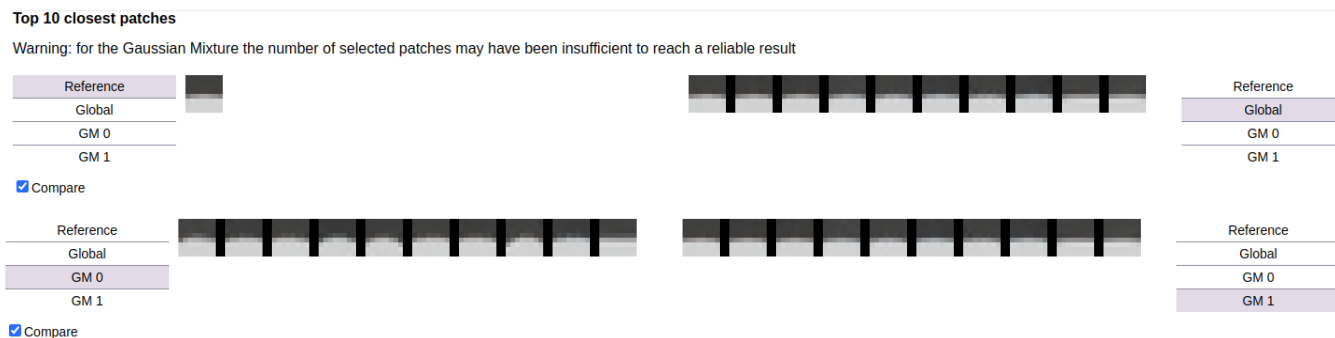 Top 10 closest patches
Warning: for the Gaussian Mixture the number of selected patches may have been insufficient to reach a reliable result
Reference
Global
GM 0
GM 1
Compare
Reference
Global
GM 0
GM 1
Reference
Global
GM 0
GM 1
Compare
Reference
Global
GM 0
GM 1